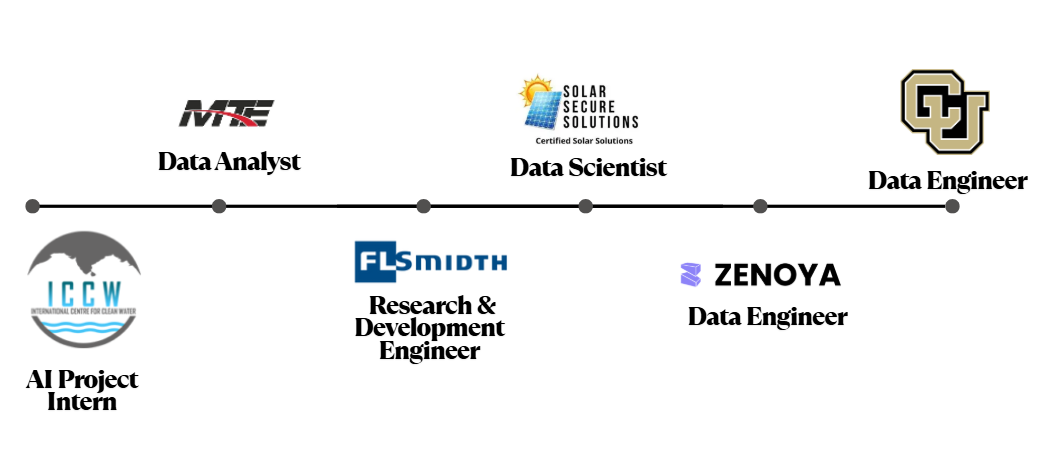 MTE
Data Analyst
SOLAR
SECURE
SOLUTIONS
Certified Solar Solutions
Data Scientist
CU
Data Engineer
ICCW
INTERNATIONAL CENTRE FOR CLEAN WATER
AI Project
Intern
FLSMIDTH
Research &
Development
Engineer
ZENOYA
Data Engineer